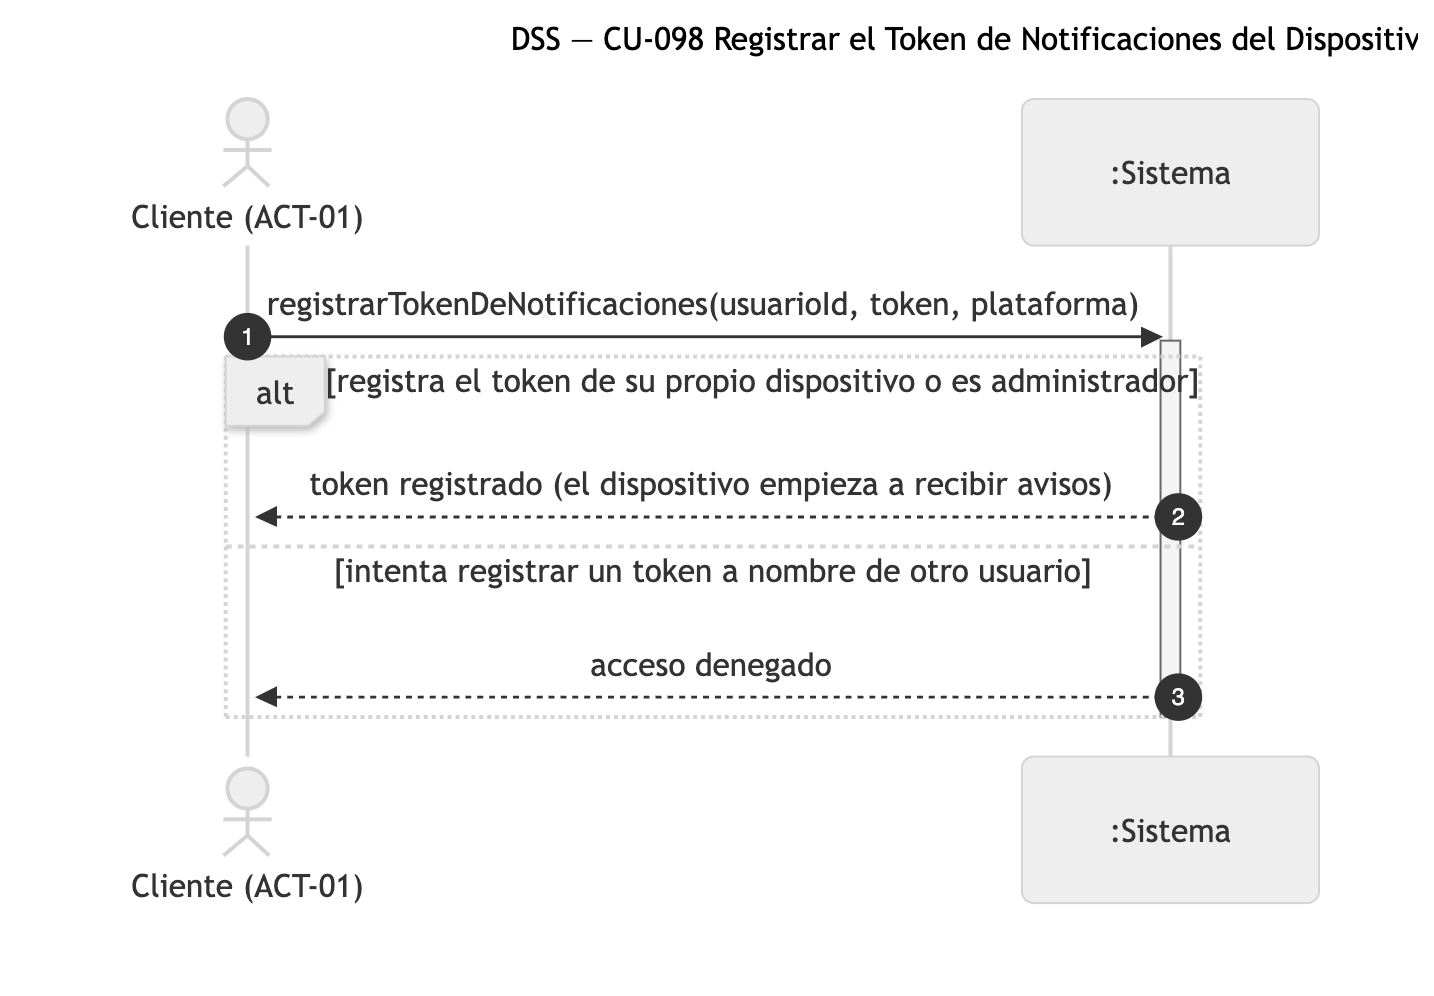 DSS — CU-098 Registrar el Token de Notificaciones del Dispositiv
Cliente (ACT-01)
:Sistema
registrarTokenDeNotificaciones(usuarioId, token, plataforma)
1
alt
[registra el token de su propio dispositivo o es administrador]
token registrado (el dispositivo empieza a recibir avisos)
2
[intenta registrar un token a nombre de otro usuario]
acceso denegado
3
:Sistema
Cliente (ACT-01)